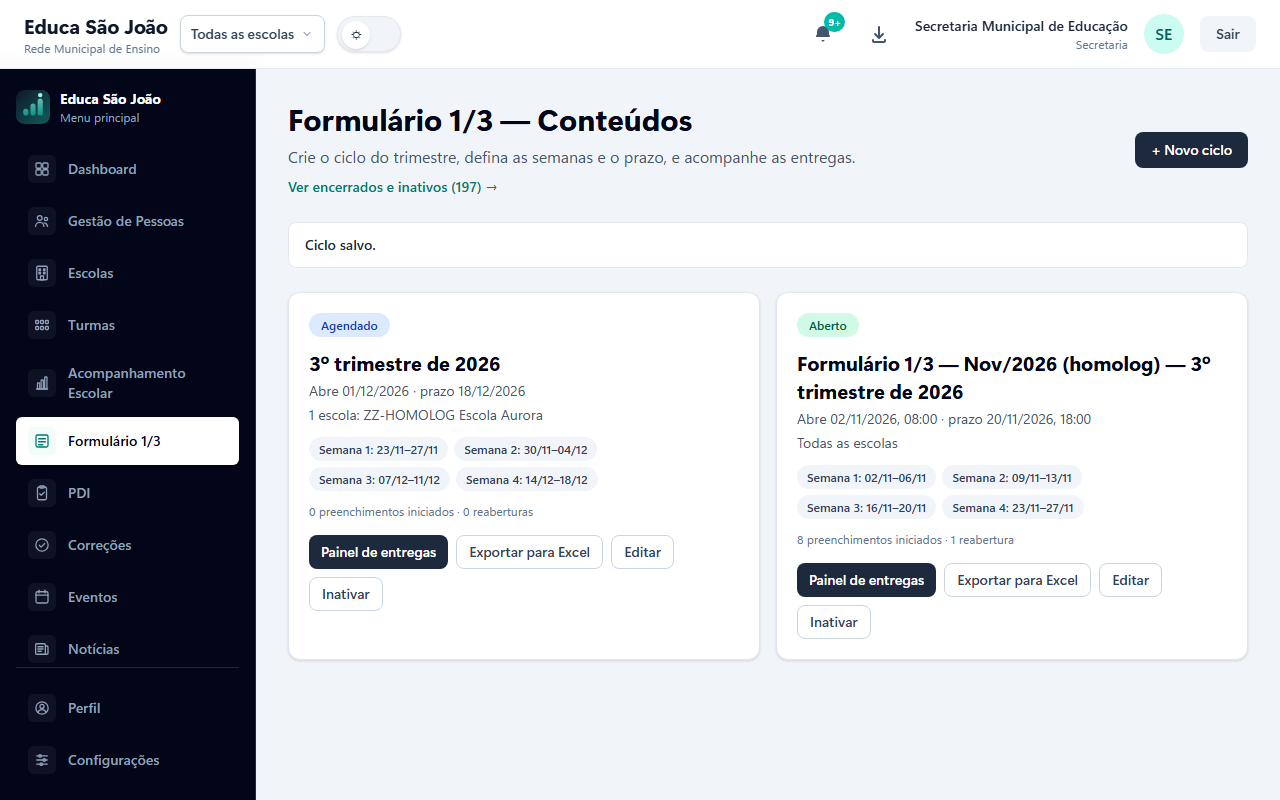 Educa São João
Rede Municipal de Ensino
Todas as escolas
9+
Secretaria Municipal de Educação
Secretaria
SE
Sair
Educa São João
Menu principal
Dashboard
Gestão de Pessoas
Escolas
Turmas
Acompanhamento
Escolar
Formulário 1/3
PDI
Correções
Eventos
Notícias
Perfil
Configurações
Formulário 1/3 — Conteúdos
Crie o ciclo do trimestre, defina as semanas e o prazo, e acompanhe as entregas.
Ver encerrados e inativos (197) →
+ Novo ciclo
Ciclo salvo.
Agendado
3º trimestre de 2026
Abre 01/12/2026 · prazo 18/12/2026
1 escola: ZZ-HOMOLOG Escola Aurora
Semana 1: 23/11–27/11
Semana 2: 30/11–04/12
Semana 3: 07/12–11/12
Semana 4: 14/12–18/12
0 preenchimentos iniciados · 0 reaberturas
Painel de entregas
Exportar para Excel
Editar
Inativar
Aberto
Formulário 1/3 — Nov/2026 (homolog) — 3º
trimestre de 2026
Abre 02/11/2026, 08:00 · prazo 20/11/2026, 18:00
Todas as escolas
Semana 1: 02/11–06/11
Semana 2: 09/11–13/11
Semana 3: 16/11–20/11
Semana 4: 23/11–27/11
8 preenchimentos iniciados · 1 reabertura
Painel de entregas
Exportar para Excel
Editar
Inativar